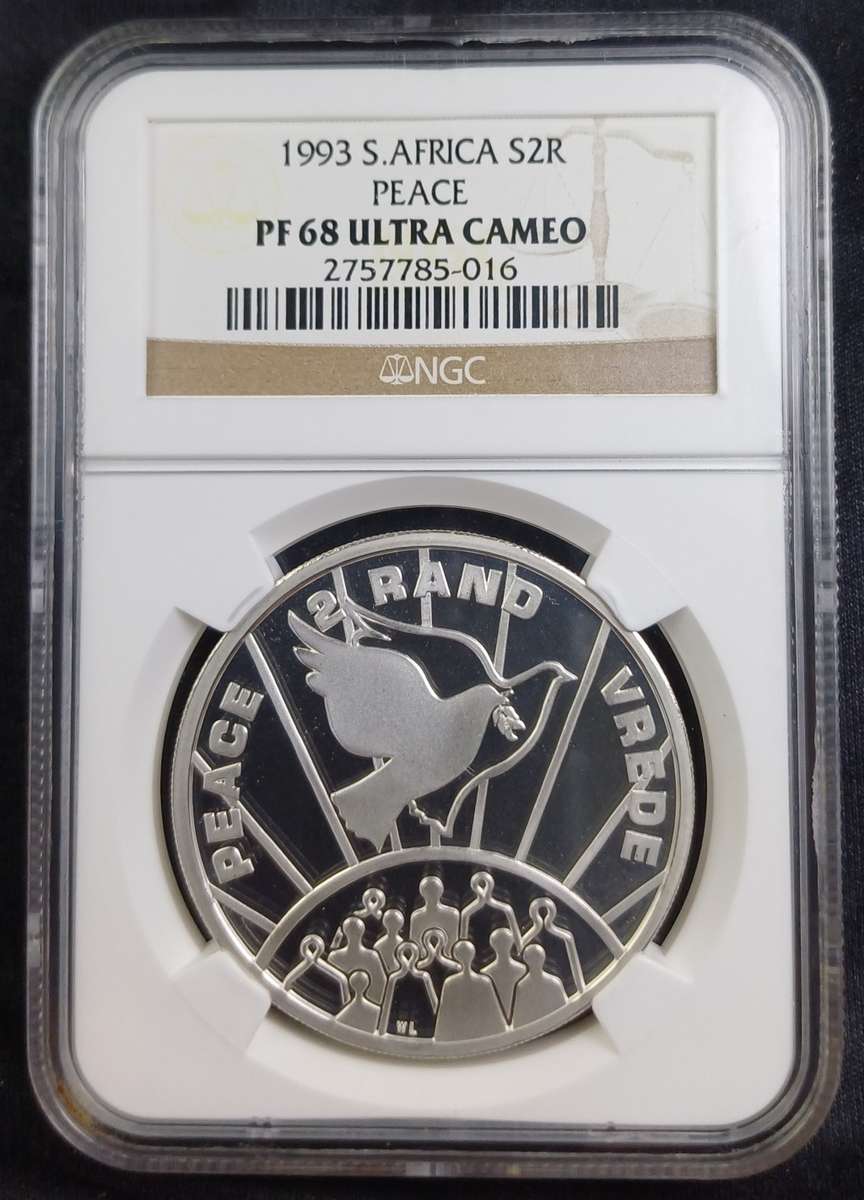 1993 S.AFRICA S2R
PEACE
PF 68 ULTRA CAMEO
2757785-016
NGC
2 RAND
PEACE
VREDE
WL